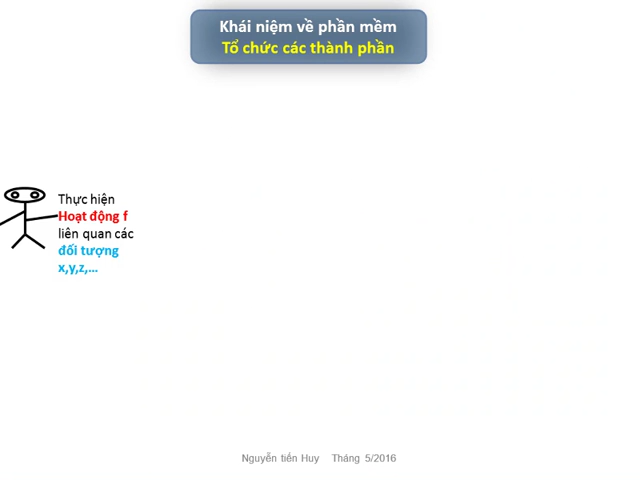 Khái niệm về phần mềm
Tổ chức các thành phần
Thực hiện
Hoạt động f
liên quan các
đối tượng
x,y,z,...
Nguyễn tiến Huy Tháng 5/2016